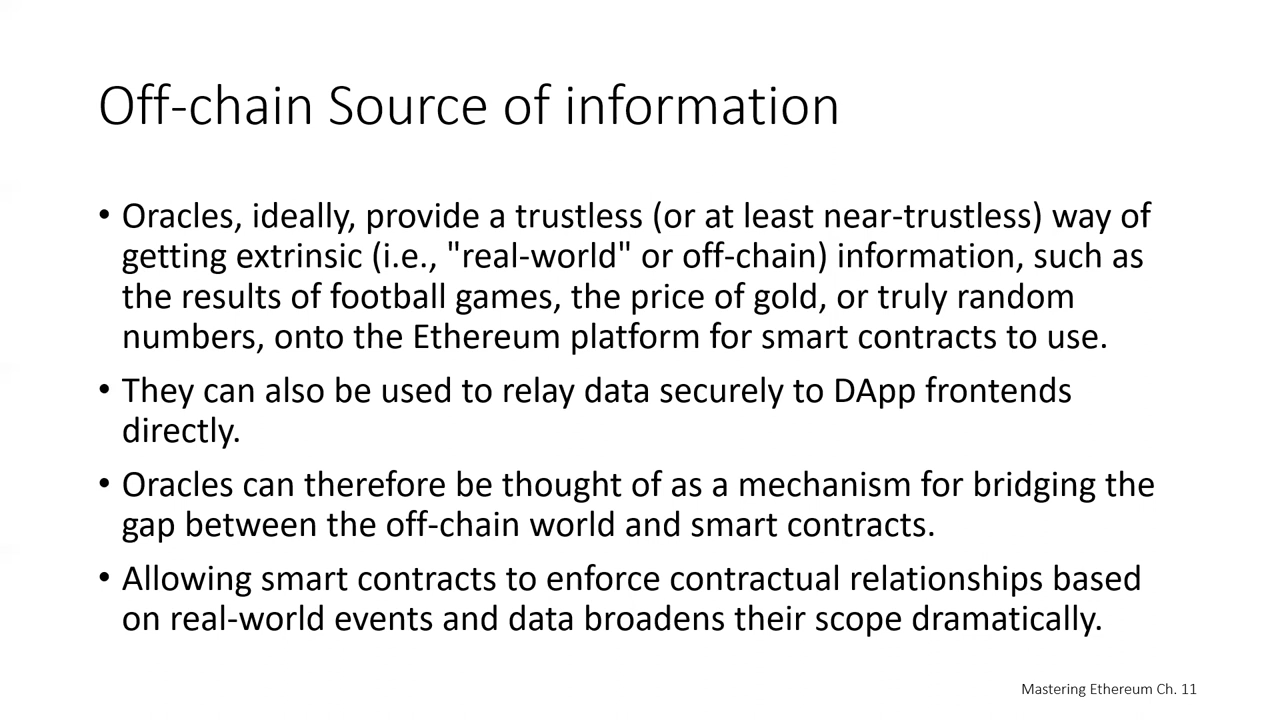 Off-chain Source of information
• Oracles, ideally, provide a trustless (or at least near-trustless) way of
getting extrinsic (i.e., "real-world" or off-chain) information, such as
the results of football games, the price of gold, or truly random
numbers, onto the Ethereum platform for smart contracts to use.
• They can also be used to relay data securely to DApp frontends
directly.
• Oracles can therefore be thought of as a mechanism for bridging the
gap between the off-chain world and smart contracts.
• Allowing smart contracts to enforce contractual relationships based
on real-world events and data broadens their scope dramatically.
Mastering Ethereum Ch. 11